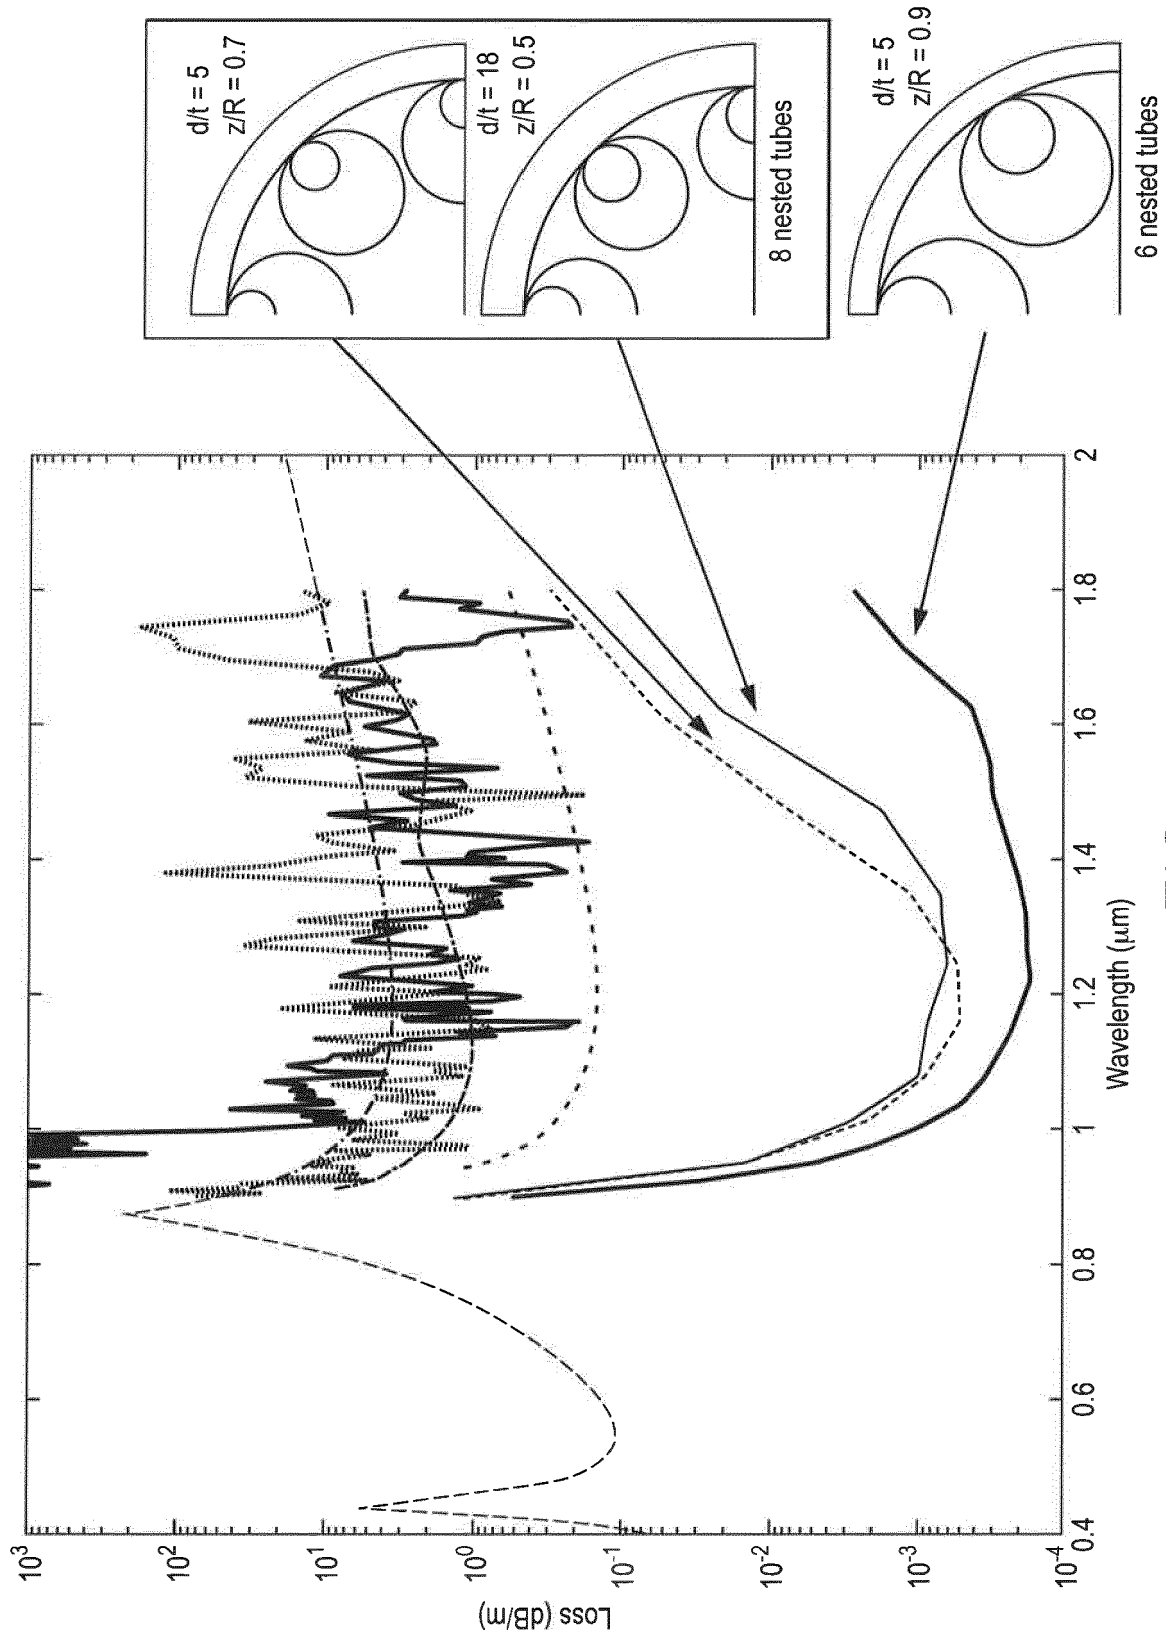 10³
10²
10¹
10⁰
10⁻¹
10⁻²
10⁻³
10⁻⁴
Loss (dB/m)
0.4
0.6
0.8
1
1.2
1.4
1.6
1.8
2
Wavelength (μm)
d/t = 5
z/R = 0.7
d/t = 18
z/R = 0.5
8 nested tubes
d/t = 5
z/R = 0.9
6 nested tubes